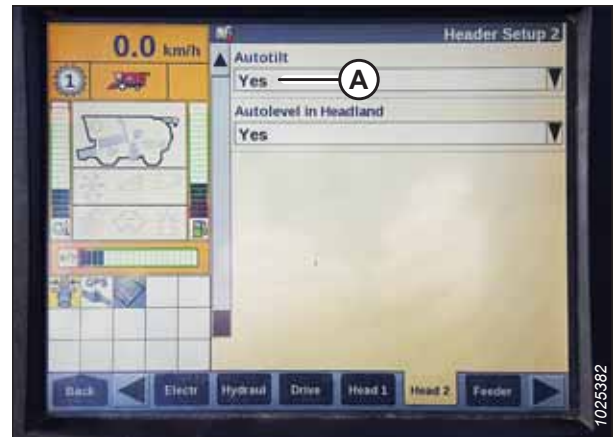 0.0 km/h
Header Setup 2
1
Autotilt
Yes
A
Autolevel in Headland
Yes
GPS
Back
Electr
Hydraul
Drive
Head 1
Head 2
Feeder
1025382